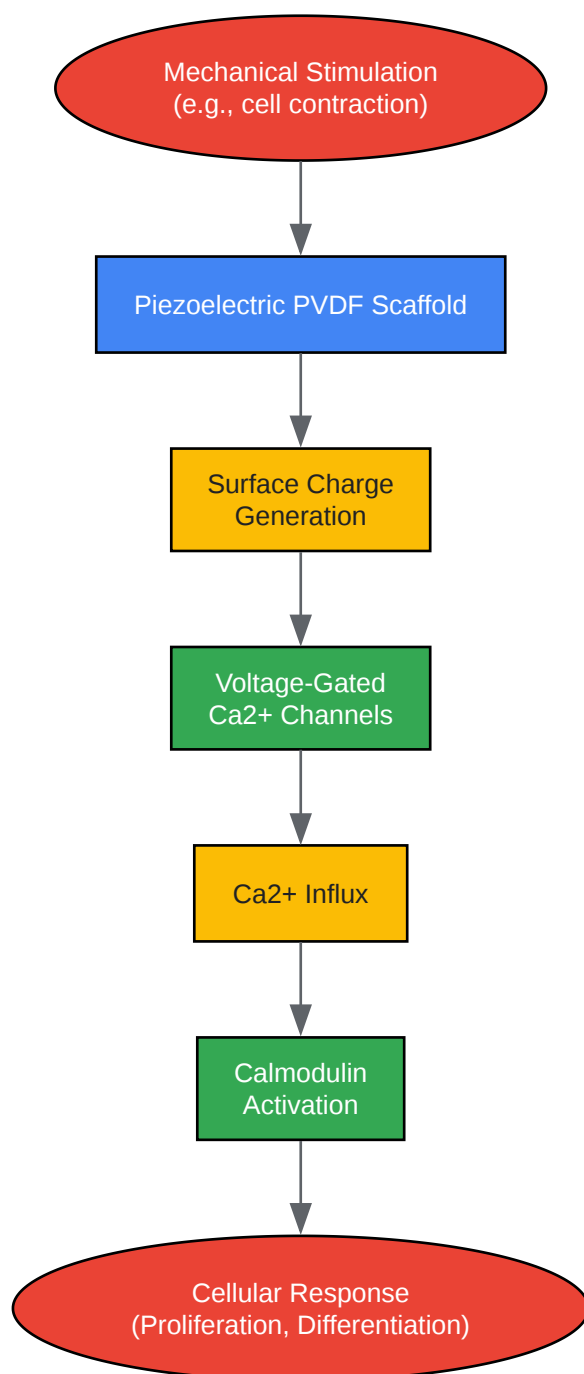 Mechanical Stimulation
(e.g., cell contraction)
Piezoelectric PVDF Scaffold
Surface Charge
Generation
Voltage-Gated
Ca2+ Channels
Ca2+ Influx
Calmodulin
Activation
Cellular Response
(Proliferation, Differentiation)